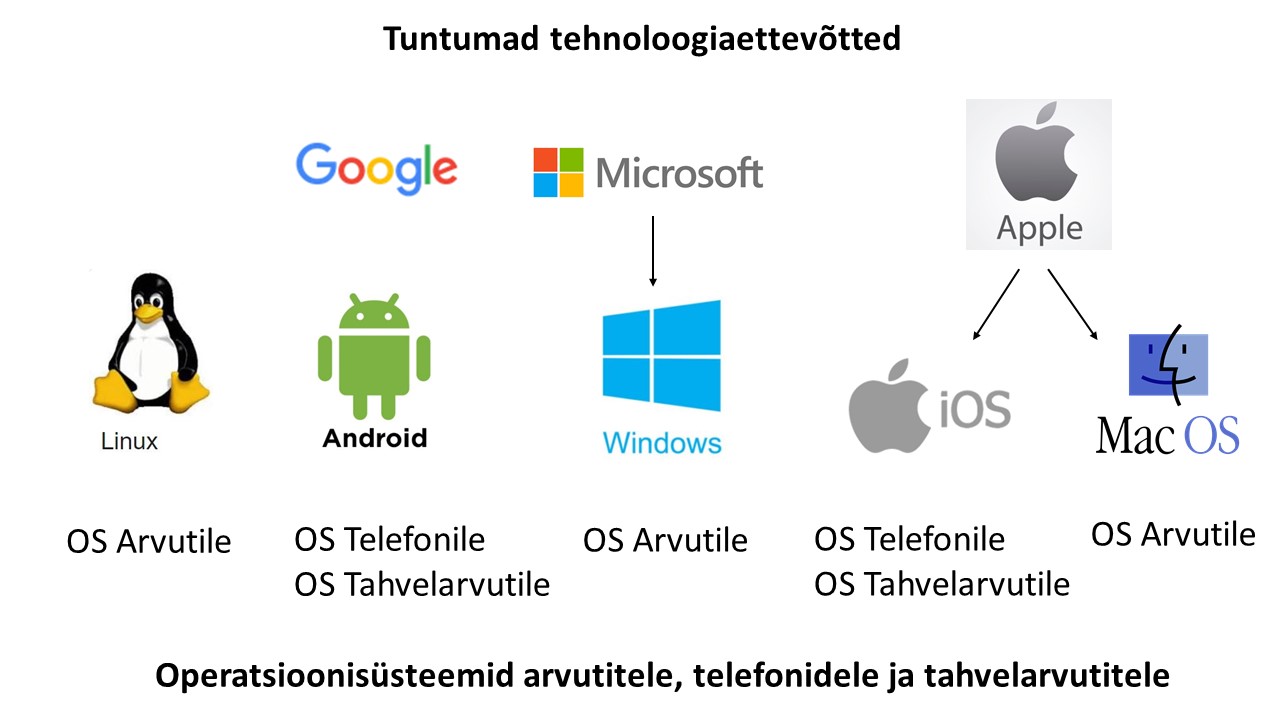 Tuntumad tehnoloogiaettevõtted
Google
Microsoft
Apple
Linux
Android
Windows
iOS
Mac OS
OS Arvutile
OS Telefonile
OS Tahvelarvutile
OS Arvutile
OS Telefonile
OS Tahvelarvutile
OS Arvutile
Operatsioonisüsteemid arvutitele, telefonidele ja tahvelarvutitele